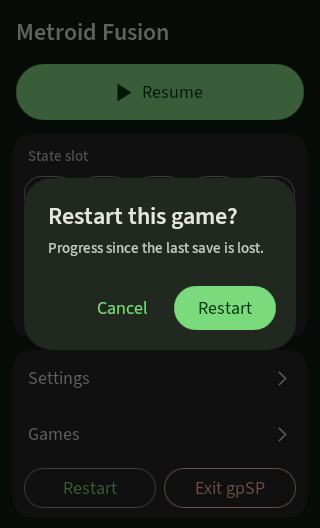 Metroid Fusion
Resume
State slot
Restart this game?
Progress since the last save is lost.
Cancel
Restart
Settings
Games
Restart
Exit gpSP